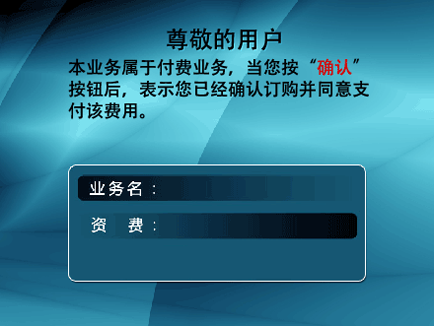 尊敬的用户
本业务属于付费业务，当您按“确认”
按钮后，表示您已经确认订购并同意支
付该费用。
业务名：
资 费：